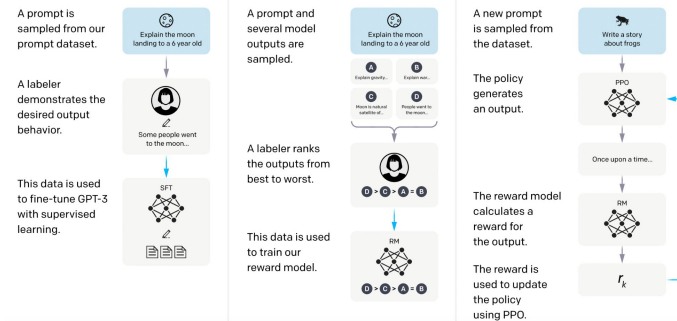 A prompt is
sampled from our
prompt dataset.
Explain the moon
landing to a 6 year old
A labeler
demonstrates the
desired output
behavior.
Some people went
to the moon...
This data is used
to fine-tune GPT-3
with supervised
learning.
SFT
A prompt and
several model
outputs are
sampled.
Explain the moon
landing to a 6 year old
A
Explain gravity...
B
Explain war...
C
Moon is natural
satellite of...
D
People went to
the moon...
A labeler ranks
the outputs from
best to worst.
D > C > A = B
This data is used
to train our
reward model.
RM
D > C > A = B
A new prompt
is sampled from
the dataset.
Write a story
about frogs
The policy
generates
an output.
PPO
Once upon a time...
The reward model
calculates a
reward for
the output.
RM
The reward is
used to update
the policy
using PPO.
rk